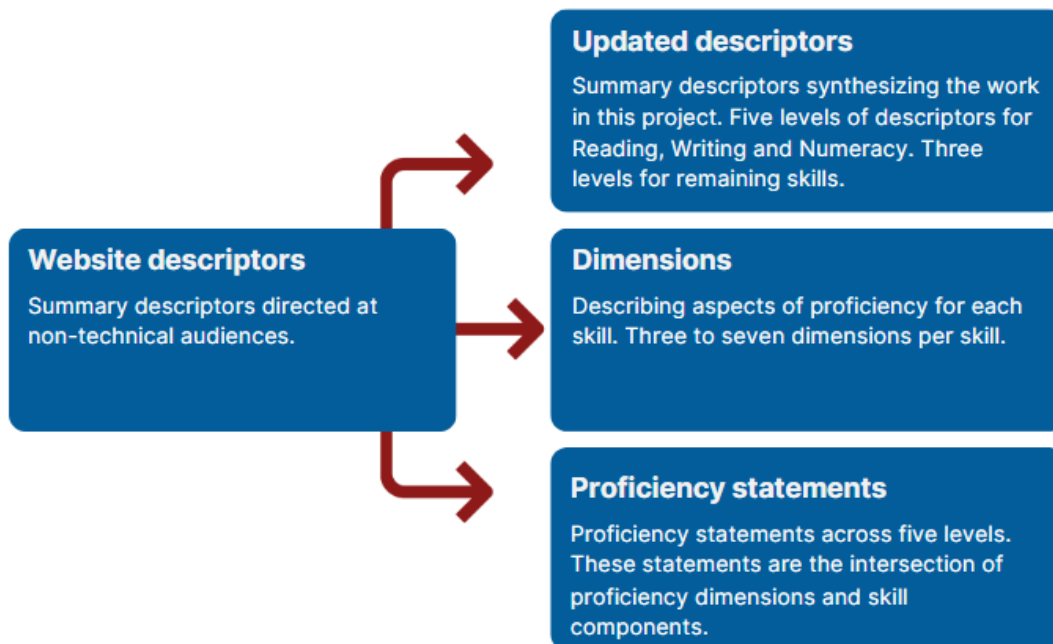 Updated descriptors
Summary descriptors synthesizing the work
in this project. Five levels of descriptors for
Reading, Writing and Numeracy. Three
levels for remaining skills.
Website descriptors
Summary descriptors directed at
non-technical audiences.
Dimensions
Describing aspects of proficiency for each
skill. Three to seven dimensions per skill.
Proficiency statements
Proficiency statements across five levels.
These statements are the intersection of
proficiency dimensions and skill
components.